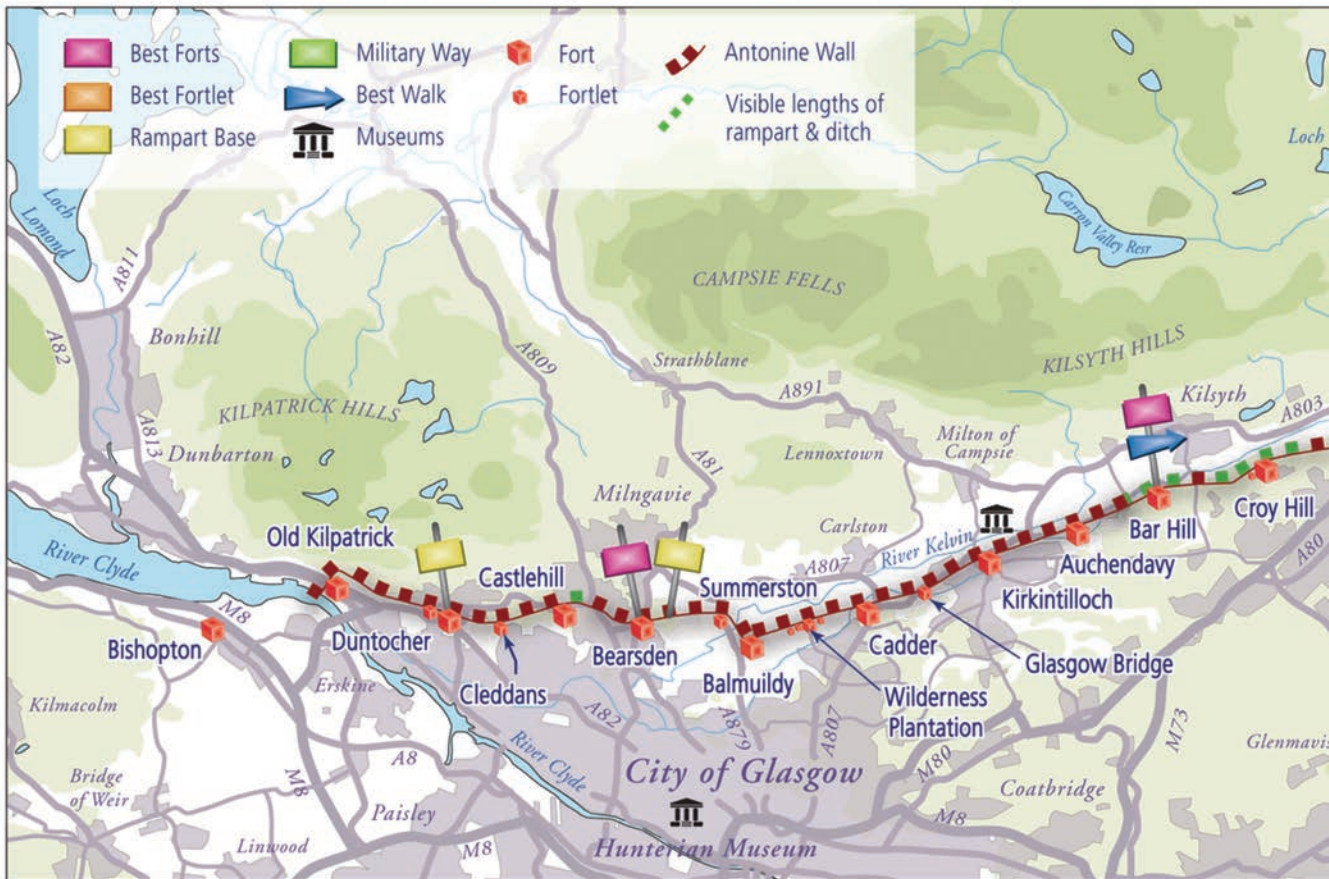 Best Forts
Best Fortlet
Rampart Base
Military Way
Best Walk
Museums
Fort
Fortlet
Antonine Wall
Visible lengths of
rampart & ditch
Loch
Lomond
A811
Loch
Carron Valley Resr
CAMPSIE FELLS
Bonhill
A82
A809
Strathblane
KILSYTH HILLS
A891
Kilsyth
A803
KILPATRICK HILLS
A813
Dunbarton
A81
Lennoxtown
Milton of
Campsie
Milngavie
Carlston
Croy Hill
Bar Hill
A80
Old Kilpatrick
River Clyde
Castlehill
Summerston
A807
River Kelvin
Auchendavy
Kirkintilloch
M8
Bishopton
Duntocher
Bearsden
Cadder
Glasgow Bridge
Cleddans
Balmuildy
Wilderness
Plantation
Erskine
Kilmacolm
A82
A879
A807
M73
M80
Glenmavis
River Clyde
A8
City of Glasgow
Bridge
of Weir
M8
Paisley
Coatbridge
M8
Linwood
M8
Hunterian Museum